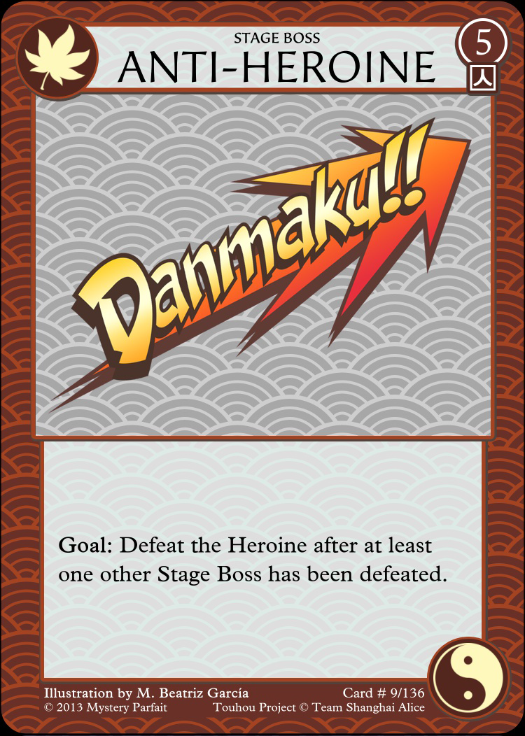 STAGE BOSS
ANTI-HEROINE
5
人
Danmaku!!
Goal: Defeat the Heroine after at least
one other Stage Boss has been defeated.
Illustration by M. Beatriz García
Card # 9/136
© 2013 Mystery Parfait
Touhou Project © Team Shanghai Alice